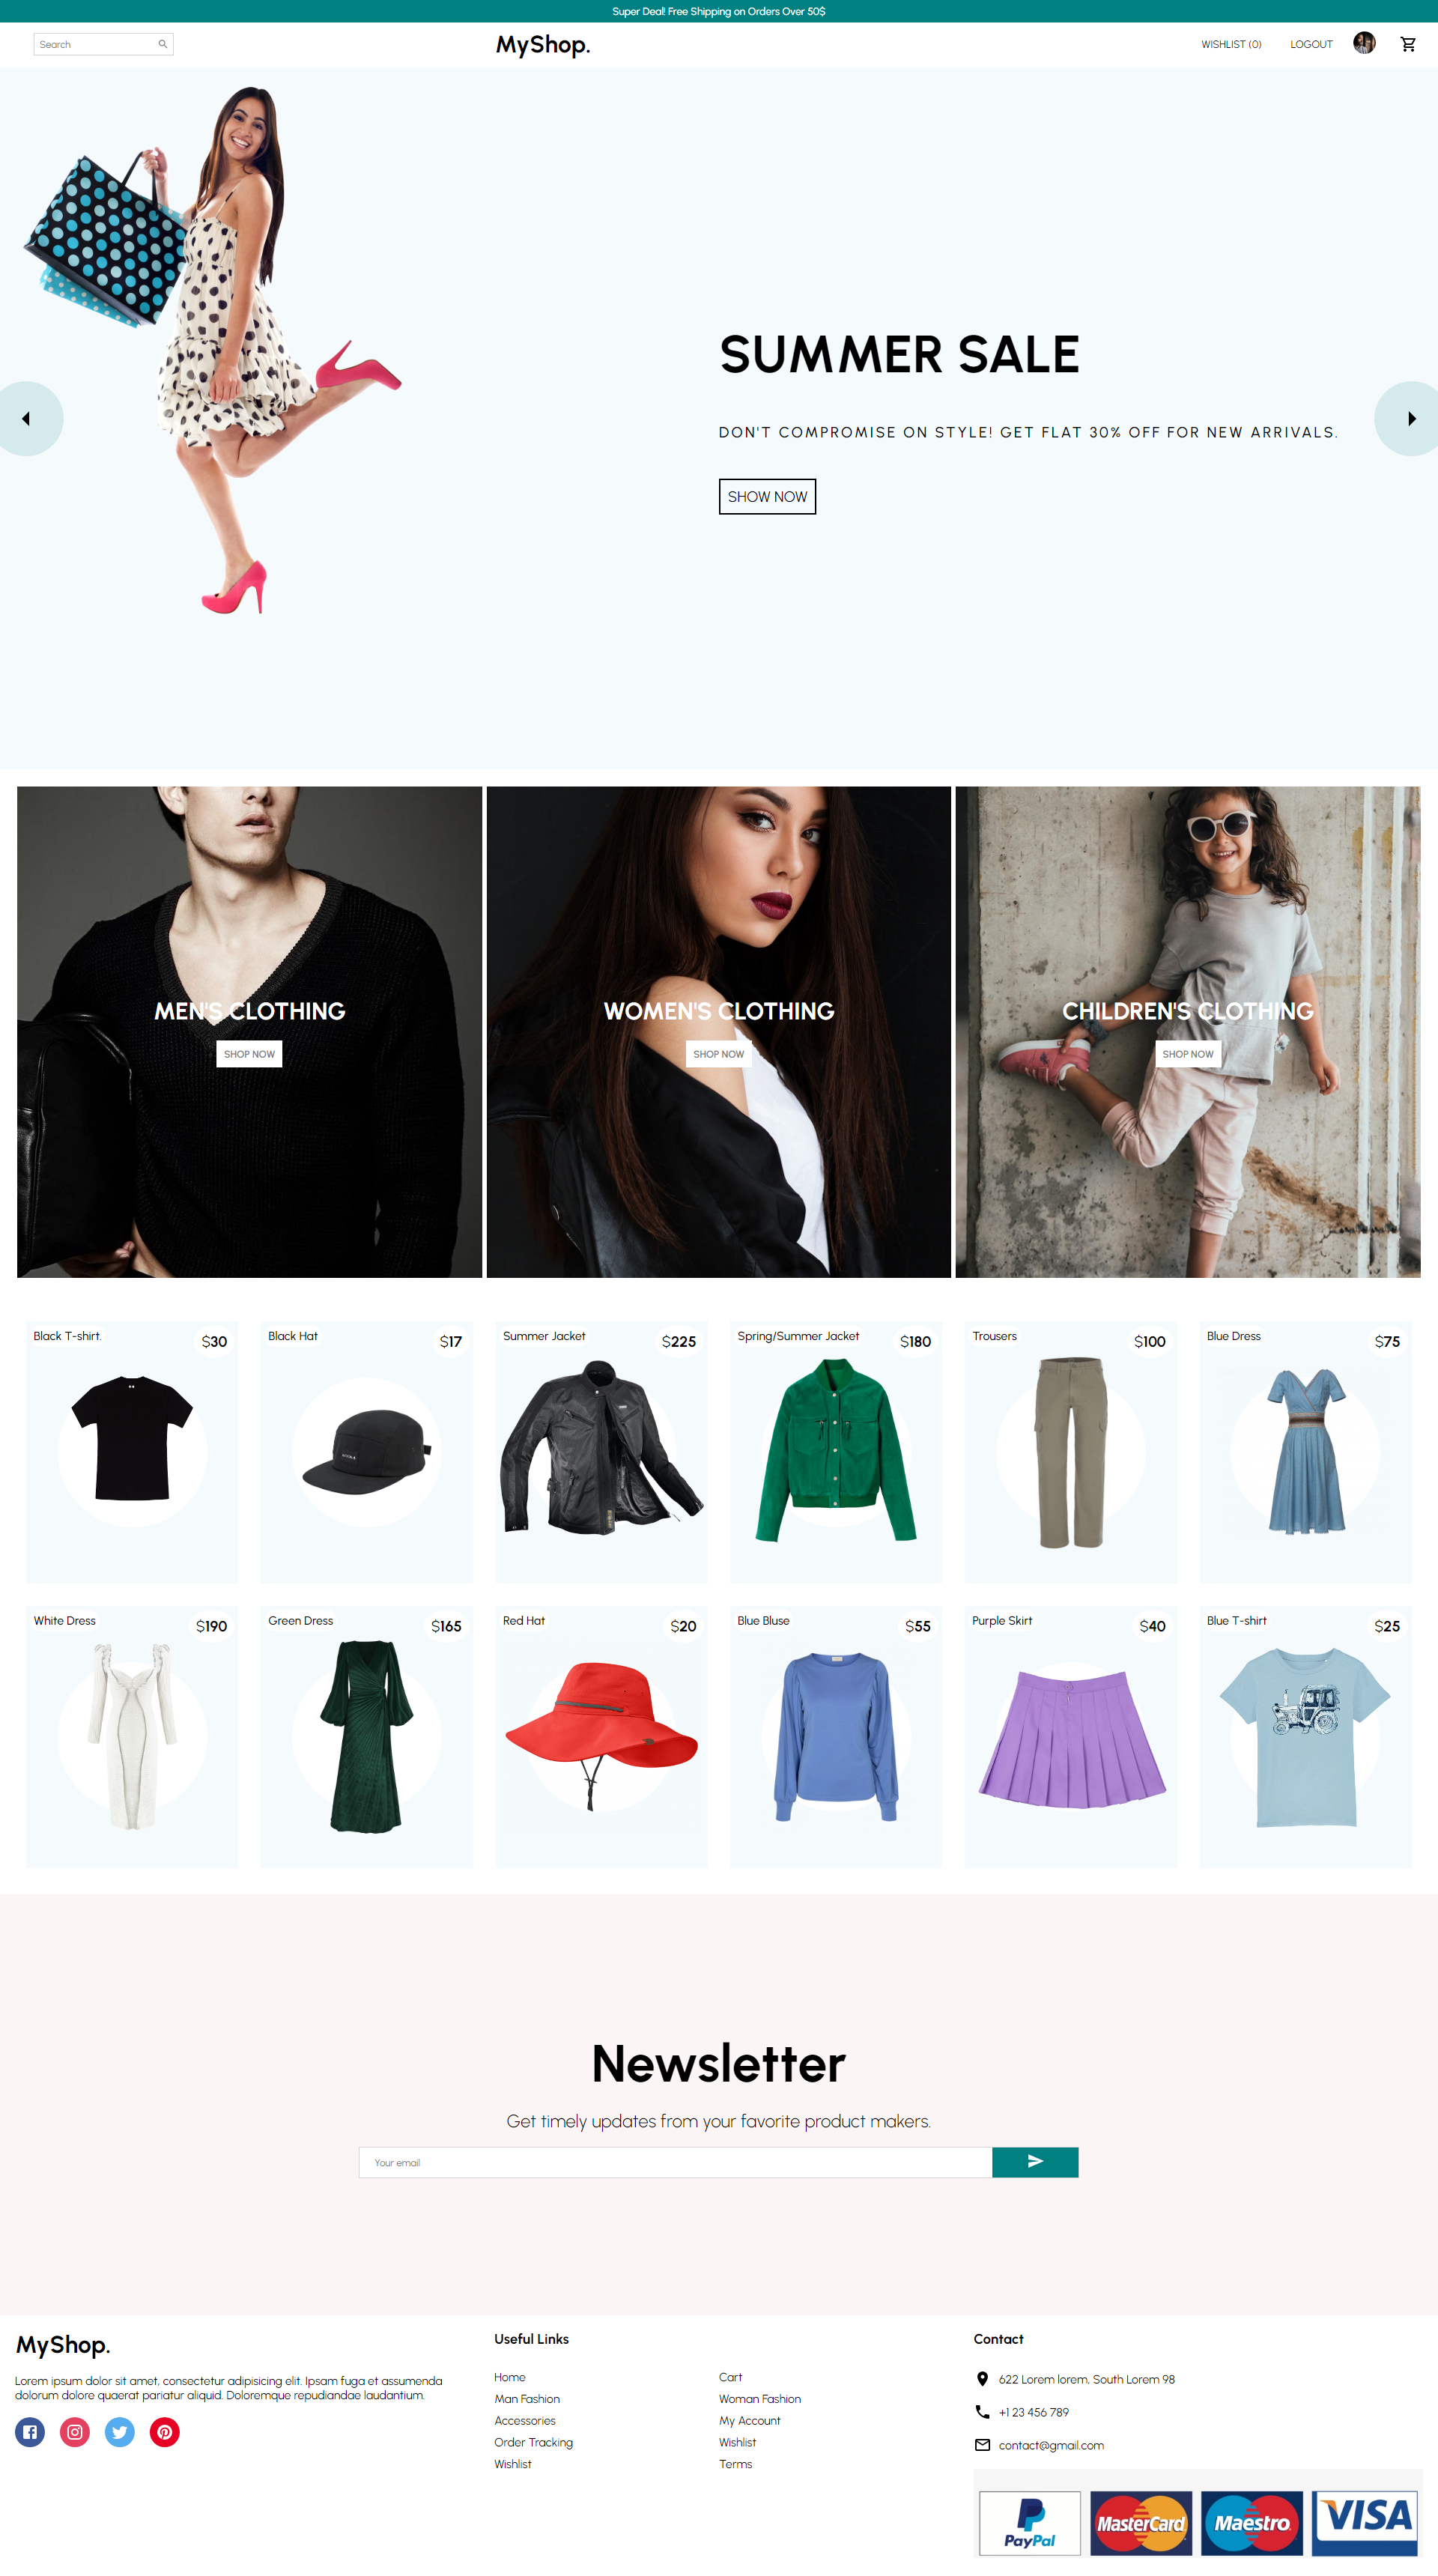 Super Deal! Free Shipping on Orders Over 50$
Search
MyShop.
WISHLIST (0)
LOGOUT
SUMMER SALE
DON'T COMPROMISE ON STYLE! GET FLAT 30% OFF FOR NEW ARRIVALS.
SHOW NOW
MEN'S CLOTHING
SHOP NOW
WOMEN'S CLOTHING
SHOP NOW
CHILDREN'S CLOTHING
SHOP NOW
Black T-shirt.
$30
Black Hat
$17
Summer Jacket
$225
Spring/Summer Jacket
$180
Trousers
$100
Blue Dress
$75
White Dress
$190
Green Dress
$165
Red Hat
$20
Blue Bluse
$55
Purple Skirt
$40
Blue T-shirt
$25
Newsletter
Get timely updates from your favorite product makers.
Your email
MyShop.
Lorem ipsum dolor sit amet, consectetur adipisicing elit. Ipsam fuga et assumenda
dolorum dolore quaerat pariatur aliquid. Doloremque repudiandae laudantium.
Useful Links
Home
Cart
Man Fashion
Woman Fashion
Accessories
My Account
Order Tracking
Wishlist
Wishlist
Terms
Contact
622 Lorem lorem, South Lorem 98
+1 23 456 789
contact@gmail.com
PayPal
MasterCard
Maestro
VISA